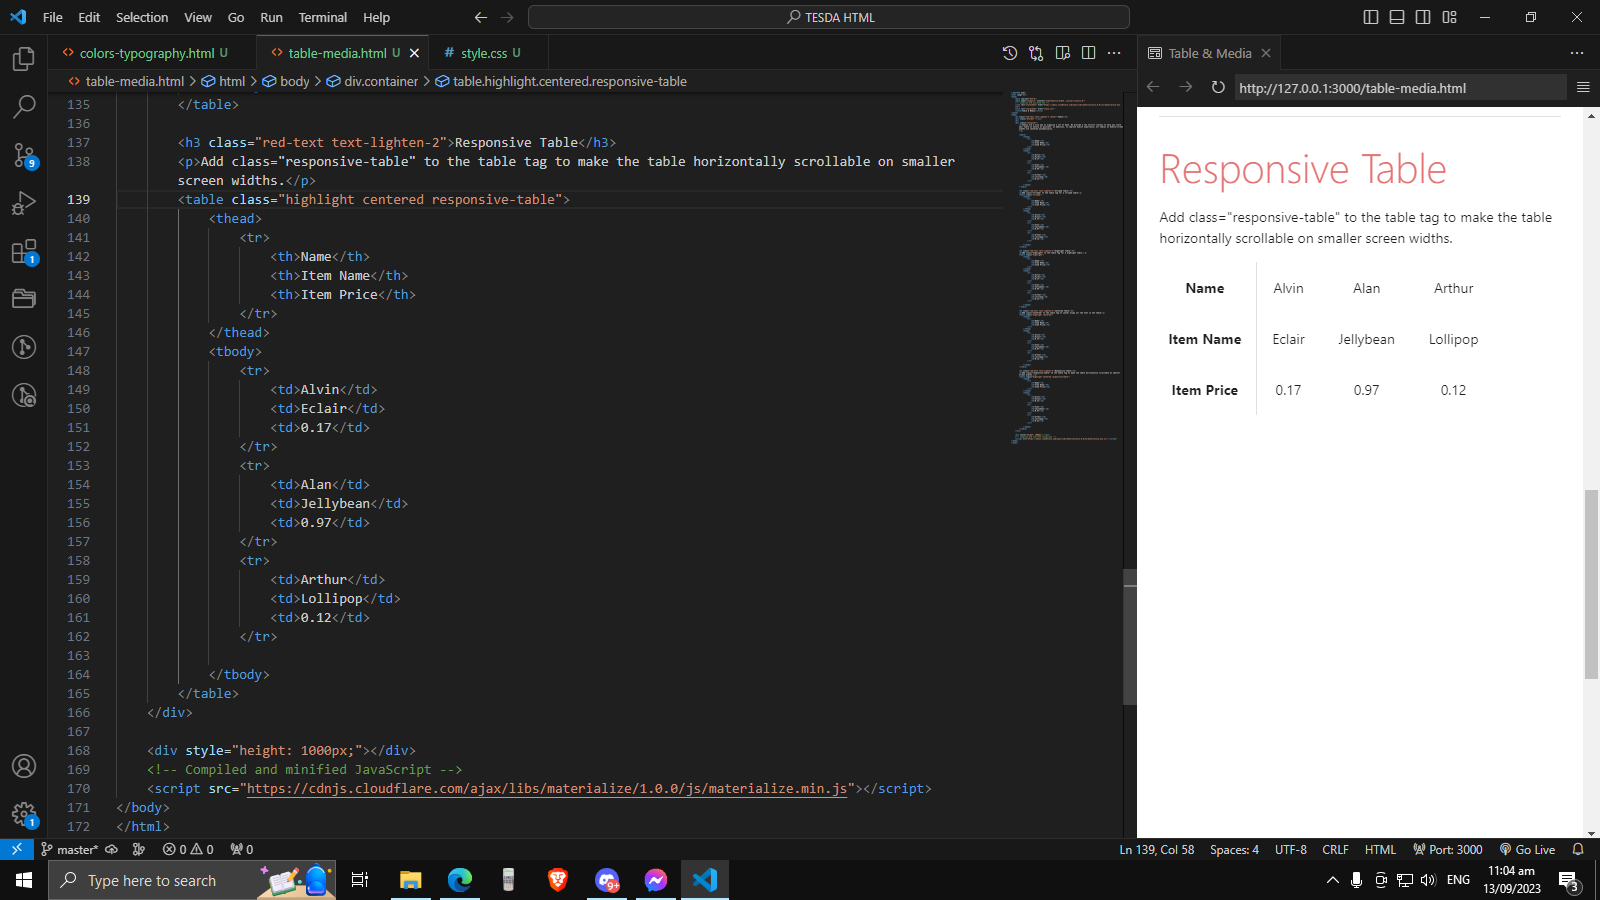 File Edit Selection View Go Run Terminal Help
TESDA HTML
colors-typography.html U
table-media.html U
# style.css U
Table & Media
table-media.html > html > body > div.container > table.highlight.centered.responsive-table
http://127.0.0.1:3000/table-media.html
135 </table>
136
137 <h3 class="red-text text-lighten-2">Responsive Table</h3>
138 <p>Add class="responsive-table" to the table tag to make the table horizontally scrollable on smaller
screen widths.</p>
139 <table class="highlight centered responsive-table">
140 <thead>
141 <tr>
142 <th>Name</th>
143 <th>Item Name</th>
144 <th>Item Price</th>
145 </tr>
146 </thead>
147 <tbody>
148 <tr>
149 <td>Alvin</td>
150 <td>Eclair</td>
151 <td>0.17</td>
152 </tr>
153 <tr>
154 <td>Alan</td>
155 <td>Jellybean</td>
156 <td>0.97</td>
157 </tr>
158 <tr>
159 <td>Arthur</td>
160 <td>Lollipop</td>
161 <td>0.12</td>
162 </tr>
163
164 </tbody>
165 </table>
166 </div>
167
168 <div style="height: 1000px;"></div>
169 <!-- Compiled and minified JavaScript -->
170 <script src="https://cdnjs.cloudflare.com/ajax/libs/materialize/1.0.0/js/materialize.min.js"></script>
171 </body>
172 </html>
Responsive Table
Add class="responsive-table" to the table tag to make the table
horizontally scrollable on smaller screen widths.
Name Alvin Alan Arthur
Item Name Eclair Jellybean Lollipop
Item Price 0.17 0.97 0.12
9
1
1
master* 0 0 0
Ln 139, Col 58 Spaces: 4 UTF-8 CRLF HTML Port: 3000 Go Live
Type here to search
9+
ENG
11:04 am
13/09/2023
3